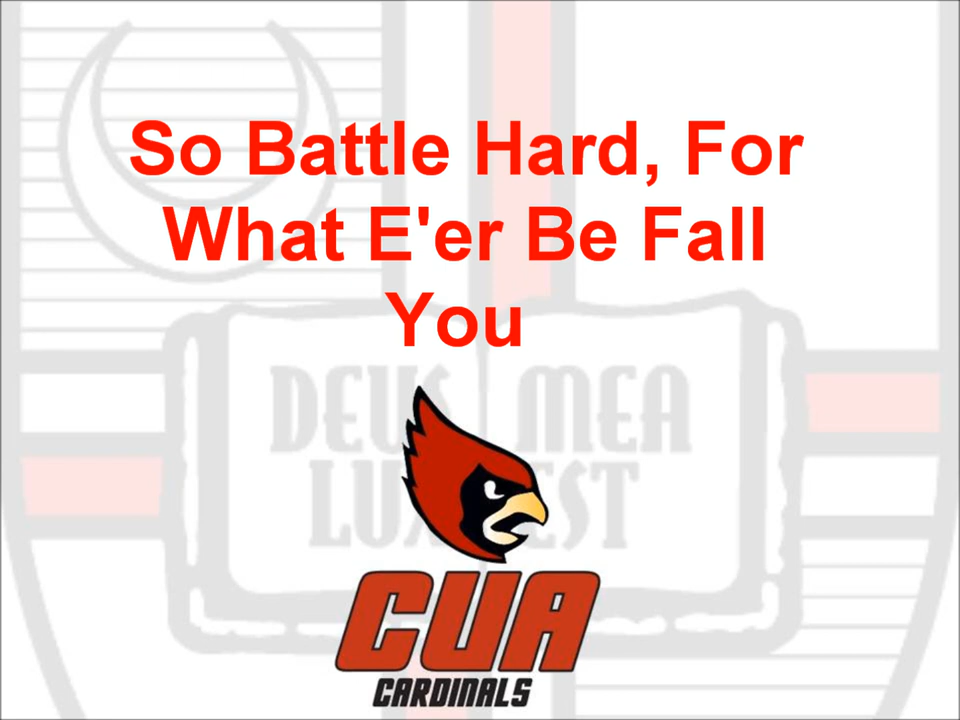 So Battle Hard, For
What E'er Be Fall
You
DEUS MEA
LUX EST
CUA
CARDINALS